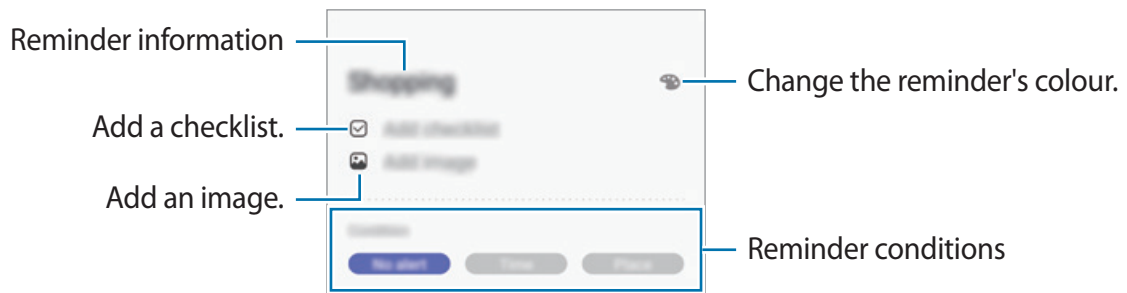 Reminder information
Shopping
Change the reminder's colour.
Add a checklist.
Add checklist
Add an image.
Add image
Condition
Reminder conditions
No alert
Time
Place